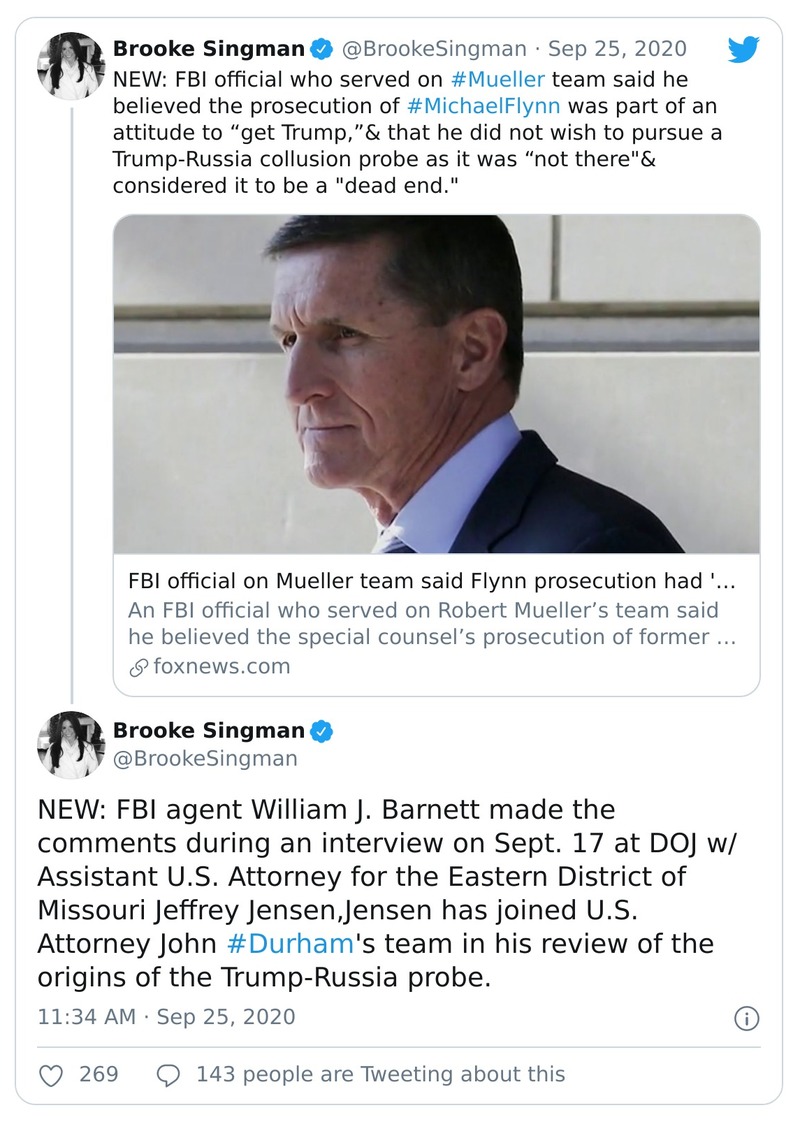 Brooke Singman @BrookeSingman · Sep 25, 2020
NEW: FBI official who served on #Mueller team said he
believed the prosecution of #MichaelFlynn was part of an
attitude to “get Trump,”& that he did not wish to pursue a
Trump-Russia collusion probe as it was “not there"&
considered it to be a "dead end."
FBI official on Mueller team said Flynn prosecution had '...
An FBI official who served on Robert Mueller’s team said
he believed the special counsel’s prosecution of former ...
foxnews.com
Brooke Singman
@BrookeSingman
NEW: FBI agent William J. Barnett made the
comments during an interview on Sept. 17 at DOJ w/
Assistant U.S. Attorney for the Eastern District of
Missouri Jeffrey Jensen,Jensen has joined U.S.
Attorney John #Durham's team in his review of the
origins of the Trump-Russia probe.
11:34 AM · Sep 25, 2020
269 143 people are Tweeting about this